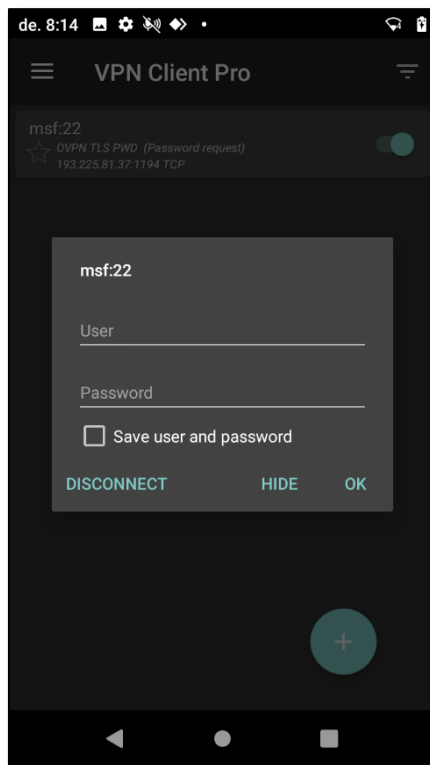 de. 8:14
VPN Client Pro
msf:22
OVPN TLS PWD (Password request)
193.225.81.37:1194 TCP
msf:22
User
Password
Save user and password
DISCONNECT HIDE OK
+